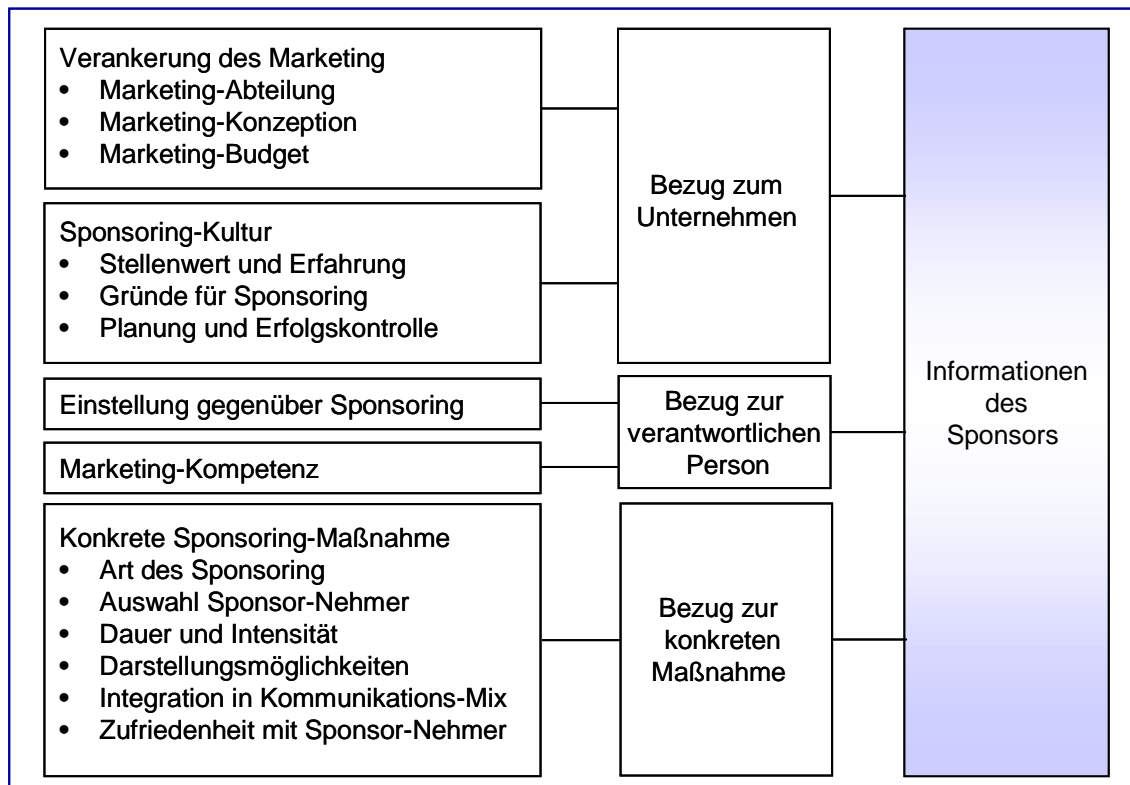 Verankerung des Marketing
• Marketing-Abteilung
• Marketing-Konzeption
• Marketing-Budget
Sponsoring-Kultur
• Stellenwert und Erfahrung
• Gründe für Sponsoring
• Planung und Erfolgskontrolle
Einstellung gegenüber Sponsoring
Marketing-Kompetenz
Konkrete Sponsoring-Maßnahme
• Art des Sponsoring
• Auswahl Sponsor-Nehmer
• Dauer und Intensität
• Darstellungsmöglichkeiten
• Integration in Kommunikations-Mix
• Zufriedenheit mit Sponsor-Nehmer
Bezug zum
Unternehmen
Bezug zur
verantwortlichen
Person
Bezug zur
konkreten
Maßnahme
Informationen
des
Sponsors